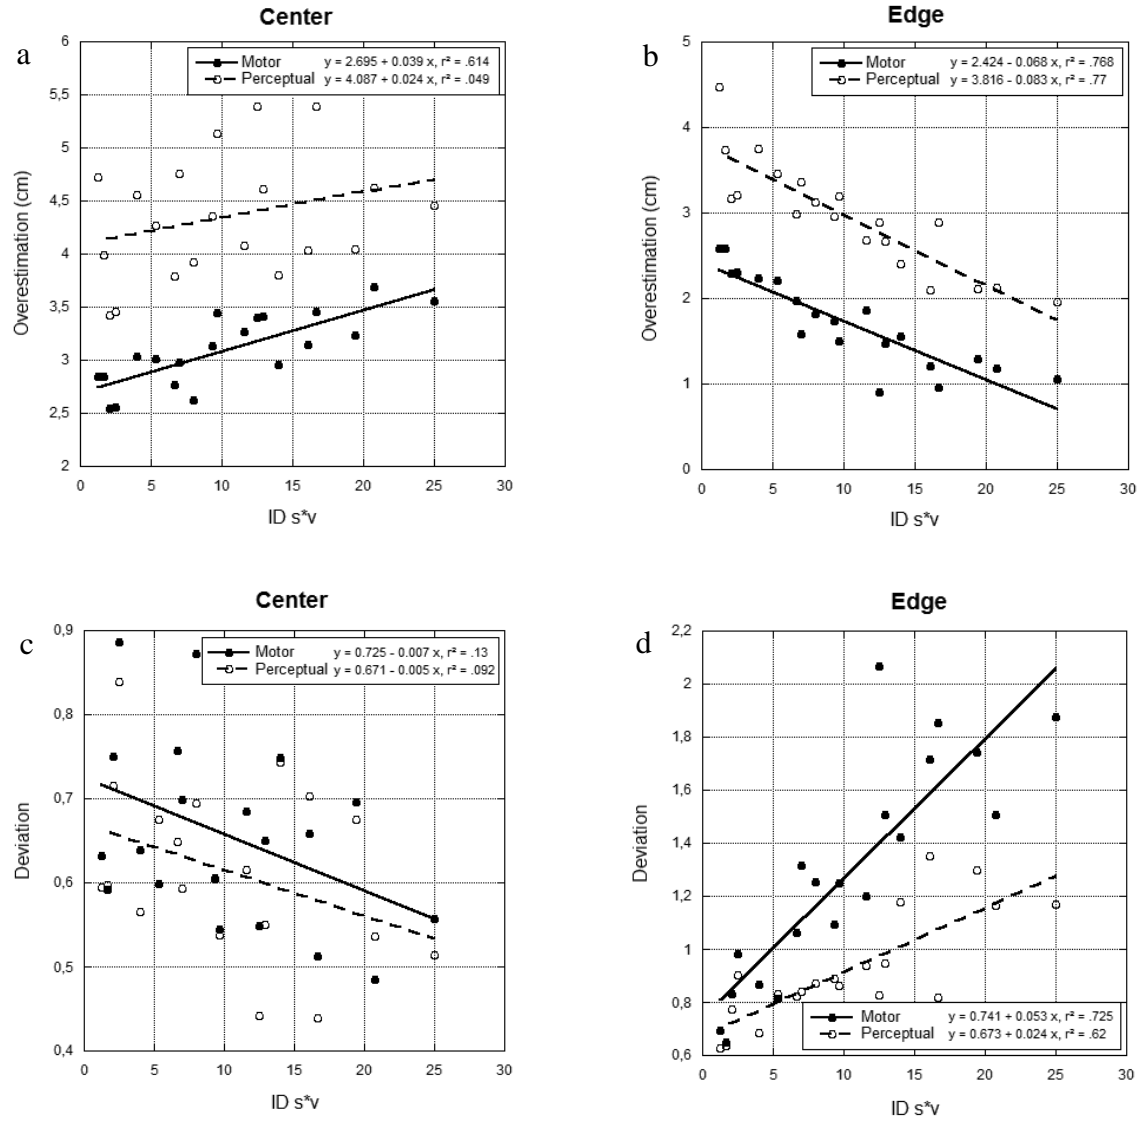 Center
a
6
5,5
5
4,5
4
3,5
3
2,5
2
Overestimation (cm)
Motor y = 2.695 + 0.039 x, r² = .614
Perceptual y = 4.087 + 0.024 x, r² = .049
0 5 10 15 20 25 30
ID s*v
Edge
b
5
4
3
2
1
0
Overestimation (cm)
Motor y = 2.424 - 0.068 x, r² = .768
Perceptual y = 3.816 - 0.083 x, r² = .77
0 5 10 15 20 25 30
ID s*v
Center
c
0,9
0,8
0,7
0,6
0,5
0,4
Deviation
Motor y = 0.725 - 0.007 x, r² = .13
Perceptual y = 0.671 - 0.005 x, r² = .092
0 5 10 15 20 25 30
ID s*v
Edge
d
2,2
2
1,8
1,6
1,4
1,2
1
0,8
0,6
Deviation
Motor y = 0.741 + 0.053 x, r² = .725
Perceptual y = 0.673 + 0.024 x, r² = .62
0 5 10 15 20 25 30
ID s*v